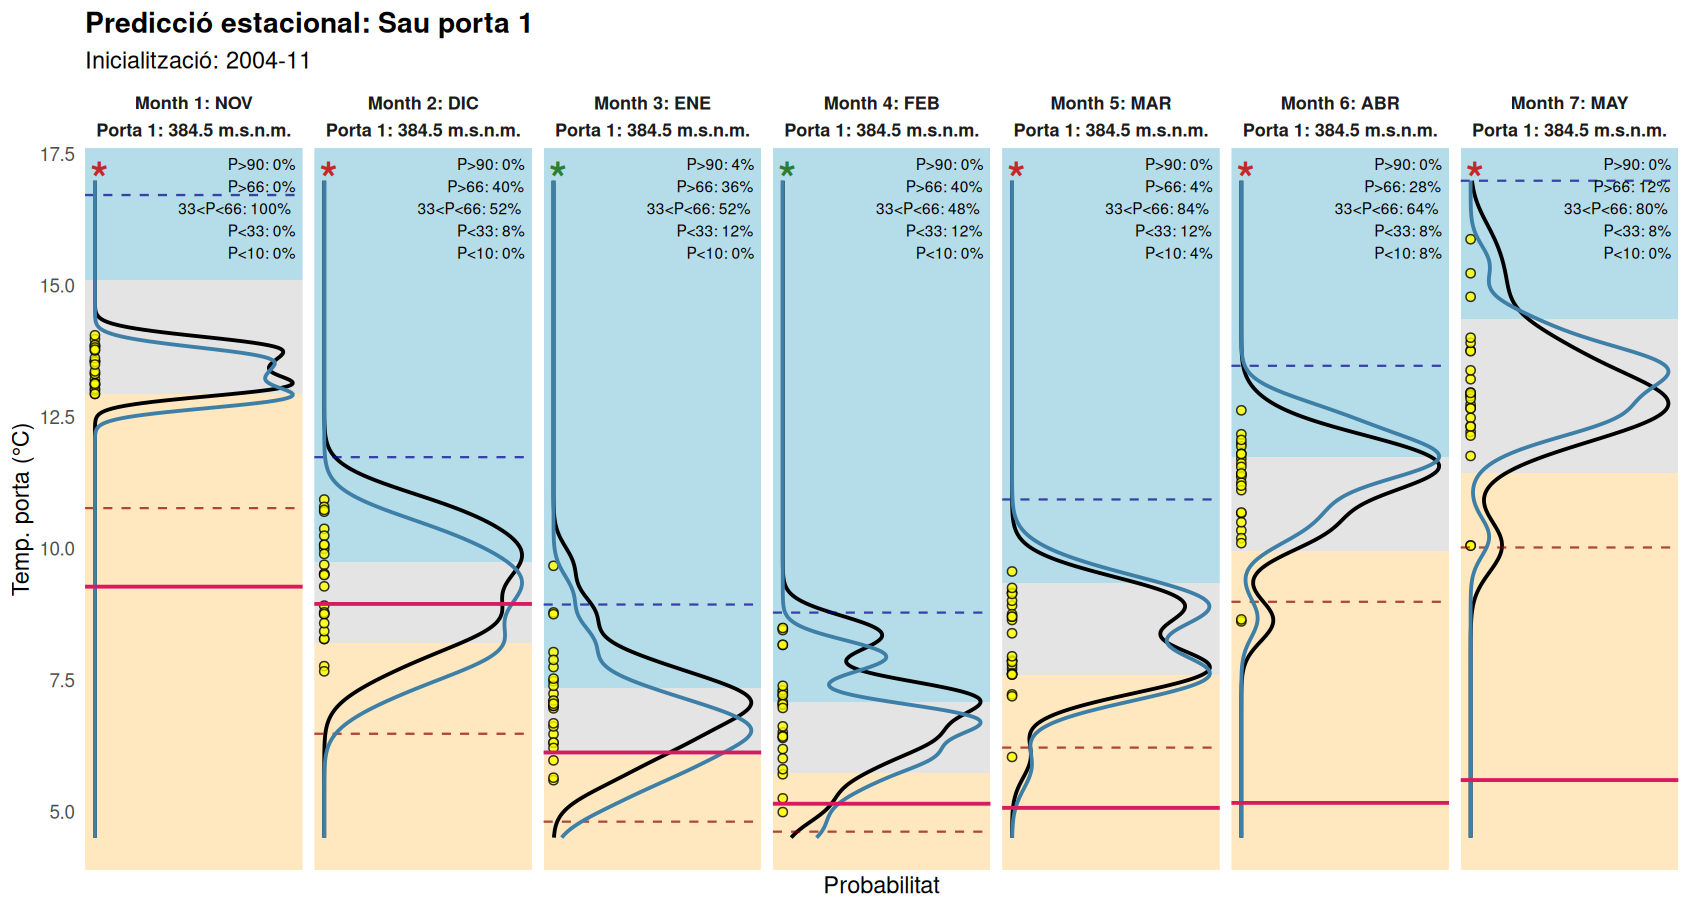 Predicció estacional: Sau porta 1
Inicialització: 2004-11
Month 1: NOV
Porta 1: 384.5 m.s.n.m.
Month 2: DIC
Porta 1: 384.5 m.s.n.m.
Month 3: ENE
Porta 1: 384.5 m.s.n.m.
Month 4: FEB
Porta 1: 384.5 m.s.n.m.
Month 5: MAR
Porta 1: 384.5 m.s.n.m.
Month 6: ABR
Porta 1: 384.5 m.s.n.m.
Month 7: MAY
Porta 1: 384.5 m.s.n.m.
Temp. porta (°C)
17.5
15.0
12.5
10.0
7.5
5.0
*
P>90: 0%
P>66: 0%
33<P<66: 100%
P<33: 0%
P<10: 0%
*
P>90: 0%
P>66: 40%
33<P<66: 52%
P<33: 8%
P<10: 0%
*
P>90: 4%
P>66: 36%
33<P<66: 52%
P<33: 12%
P<10: 0%
*
P>90: 0%
P>66: 40%
33<P<66: 48%
P<33: 12%
P<10: 0%
*
P>90: 0%
P>66: 4%
33<P<66: 84%
P<33: 12%
P<10: 4%
*
P>90: 0%
P>66: 28%
33<P<66: 64%
P<33: 8%
P<10: 8%
*
P>90: 0%
P>66: 12%
33<P<66: 80%
P<33: 8%
P<10: 0%
Probabilitat